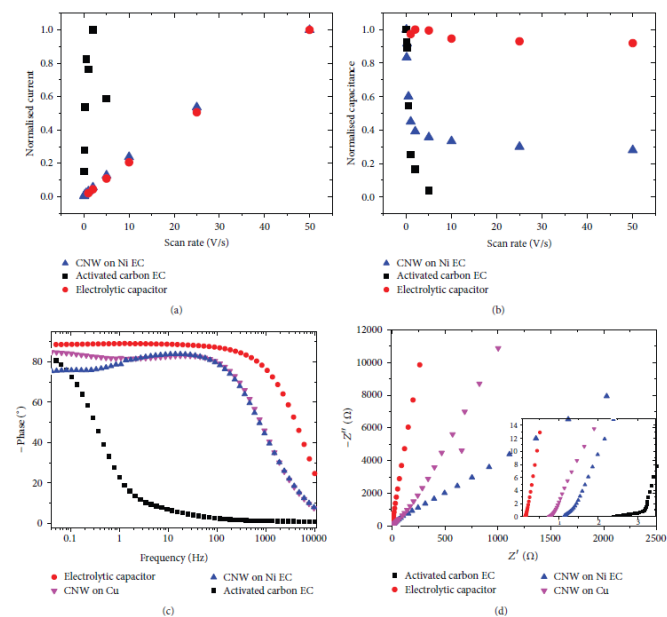 1.0
0.8
0.6
0.4
0.2
0.0
Normalised current
0 10 20 30 40 50
Scan rate (V/s)
CNW on Ni EC
Activated carbon EC
Electrolytic capacitor
(a)
1.0
0.8
0.6
0.4
0.2
0.0
Normalised capacitance
0 10 20 30 40 50
Scan rate (V/s)
CNW on Ni EC
Activated carbon EC
Electrolytic capacitor
(b)
80
60
40
20
0
−Phase (°)
0.1 1 10 100 1000 10000
Frequency (Hz)
Electrolytic capacitor CNW on Ni EC
CNW on Cu Activated carbon EC
(c)
12000
10000
8000
6000
4000
2000
0
−Z″ (Ω)
14
12
10
8
6
4
2
0
1 2 3
0 500 1000 1500 2000 2500
Z′ (Ω)
Activated carbon EC CNW on Ni EC
Electrolytic capacitor CNW on Cu
(d)